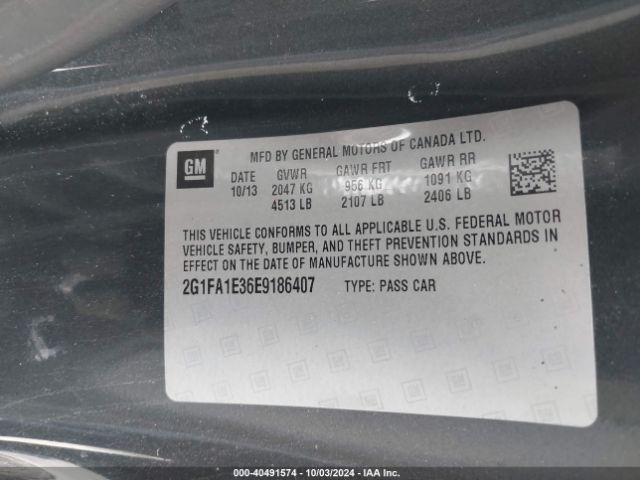 GM
MFD BY GENERAL MOTORS OF CANADA LTD.
DATE GVWR GAWR FRT GAWR RR
10/13 2047 KG 956 KG 1091 KG
4513 LB 2107 LB 2406 LB
THIS VEHICLE CONFORMS TO ALL APPLICABLE U.S. FEDERAL MOTOR
VEHICLE SAFETY, BUMPER, AND THEFT PREVENTION STANDARDS IN
EFFECT ON THE DATE OF MANUFACTURE SHOWN ABOVE.
2G1FA1E36E9186407 TYPE: PASS CAR
000-40491574 - 10/03/2024 - IAA Inc.